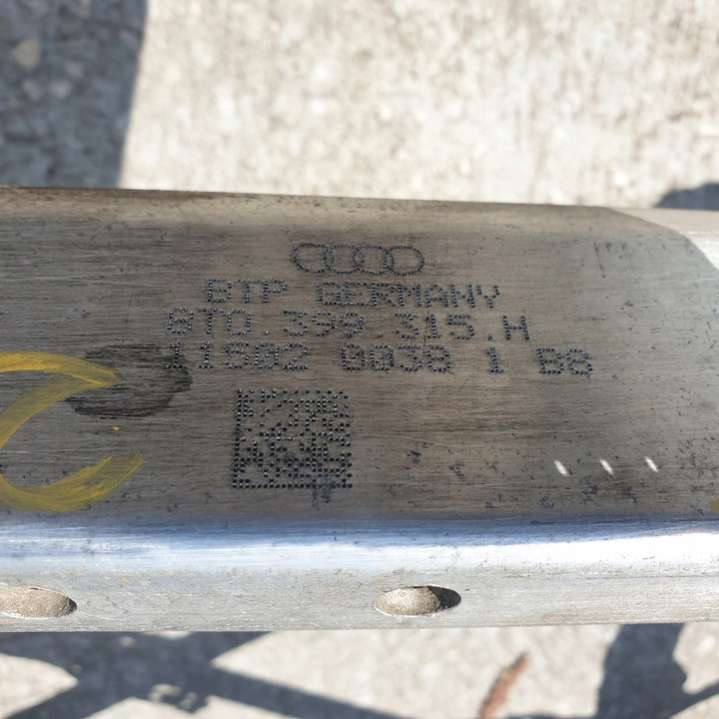 BTP GERMANY
8T0.399.315.H
11502 0038 1 B8